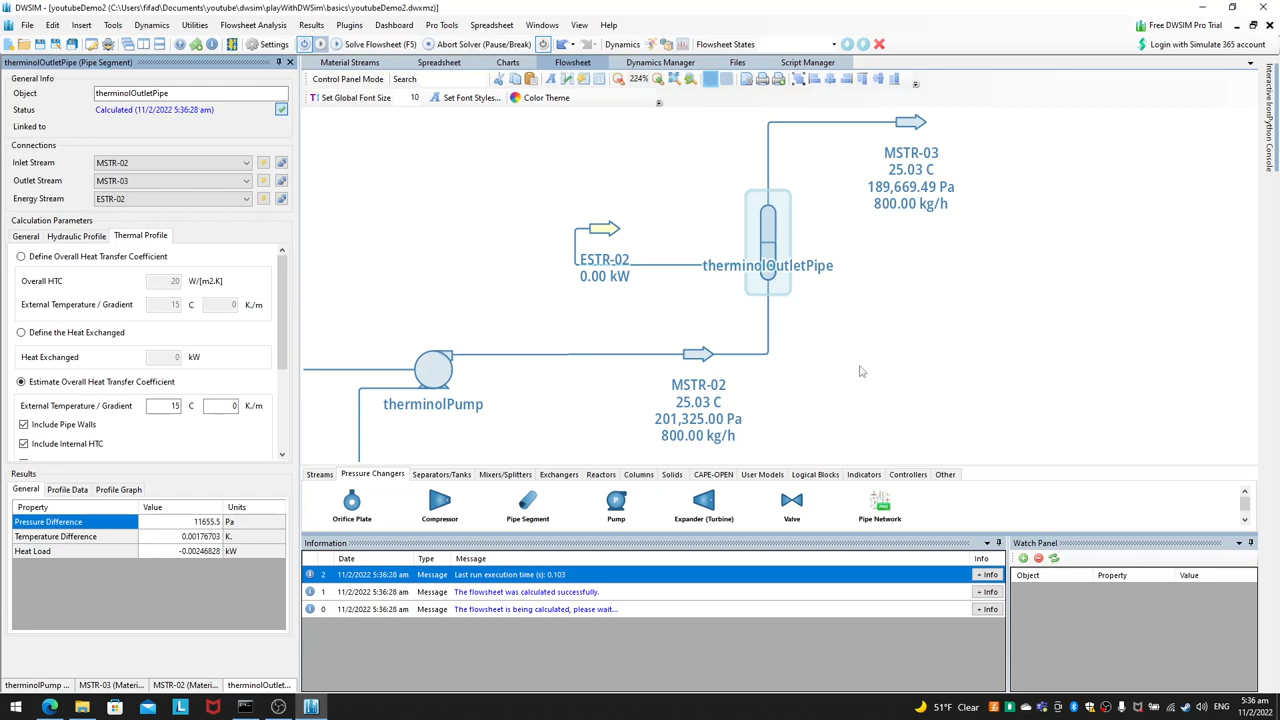 DWSIM - [youtubeDemo2 (C:\Users\fifad\Documents\youtube\dwsim\playWithDWSim\basics\youtubeDemo2.dwxmz)]
File Edit Insert Tools Dynamics Utilities Flowsheet Analysis Results Plugins Dashboard Pro Tools Spreadsheet Windows View Help
Free DWSIM Pro Trial
Settings Solve Flowsheet (F5) Abort Solver (Pause/Break) Dynamics Flowsheet States
Login with Simulate 365 account
therminolOutletPipe (Pipe Segment)
Material Streams Spreadsheet Charts Flowsheet Dynamics Manager Files Script Manager
General Info
Control Panel Mode Search 224%
Object therminolOutletPipe
Set Global Font Size 10 Set Font Styles... Color Theme
Status Calculated (11/2/2022 5:36:28 am)
Linked to
Connections
Inlet Stream MSTR-02
Outlet Stream MSTR-03
Energy Stream ESTR-02
Calculation Parameters
General Hydraulic Profile Thermal Profile
Define Overall Heat Transfer Coefficient
Overall HTC 20 W/[m2.K]
External Temperature / Gradient 15 C 0 K./m
Define the Heat Exchanged
Heat Exchanged 0 kW
Estimate Overall Heat Transfer Coefficient
External Temperature / Gradient 15 C 0 K./m
Include Pipe Walls
Include Internal HTC
Results
General Profile Data Profile Graph
Property Value Units
Pressure Difference 11655.5 Pa
Temperature Difference 0.00176703 K.
Heat Load -0.00246828 kW
MSTR-03
25.03 C
189,669.49 Pa
800.00 kg/h
ESTR-02
0.00 kW
therminolOutletPipe
MSTR-02
25.03 C
201,325.00 Pa
800.00 kg/h
therminolPump
Streams Pressure Changers Separators/Tanks Mixers/Splitters Exchangers Reactors Columns Solids CAPE-OPEN User Models Logical Blocks Indicators Controllers Other
Orifice Plate Compressor Pipe Segment Pump Expander (Turbine) Valve Pipe Network
PRO
Information
Date Type Message Info
2 11/2/2022 5:36:28 am Message Last run execution time (s): 0.103 + Info
1 11/2/2022 5:36:28 am Message The flowsheet was calculated successfully. + Info
0 11/2/2022 5:36:28 am Message The flowsheet is being calculated, please wait... + Info
Watch Panel
Object Property Value
Interactive IronPython Console
therminolPump ... MSTR-03 (Materi... MSTR-02 (Materi... therminolOutlet...
51°F Clear
5:36 am
11/2/2022